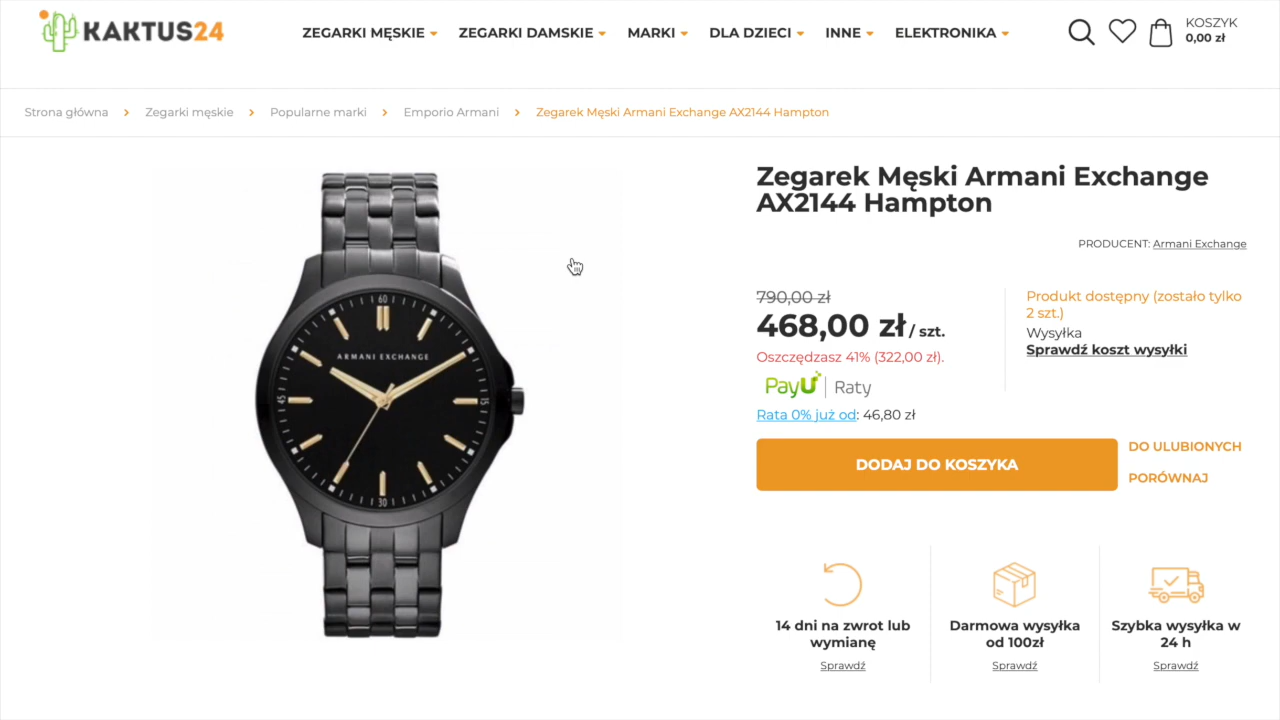 KAKTUS24
ZEGARKI MĘSKIE
ZEGARKI DAMSKIE
MARKI
DLA DZIECI
INNE
ELEKTRONIKA
KOSZYK
0,00 zł
Strona główna
Zegarki męskie
Popularne marki
Emporio Armani
Zegarek Męski Armani Exchange AX2144 Hampton
60
ARMANI EXCHANGE
45
15
30
Zegarek Męski Armani Exchange
AX2144 Hampton
PRODUCENT: Armani Exchange
790,00 zł
468,00 zł / szt.
Oszczędzasz 41% (322,00 zł).
PayU Raty
Rata 0% już od: 46,80 zł
Produkt dostępny (zostało tylko
2 szt.)
Wysyłka
Sprawdź koszt wysyłki
DODAJ DO KOSZYKA
DO ULUBIONYCH
PORÓWNAJ
14 dni na zwrot lub
wymianę
Sprawdź
Darmowa wysyłka
od 100zł
Sprawdź
Szybka wysyłka w
24 h
Sprawdź